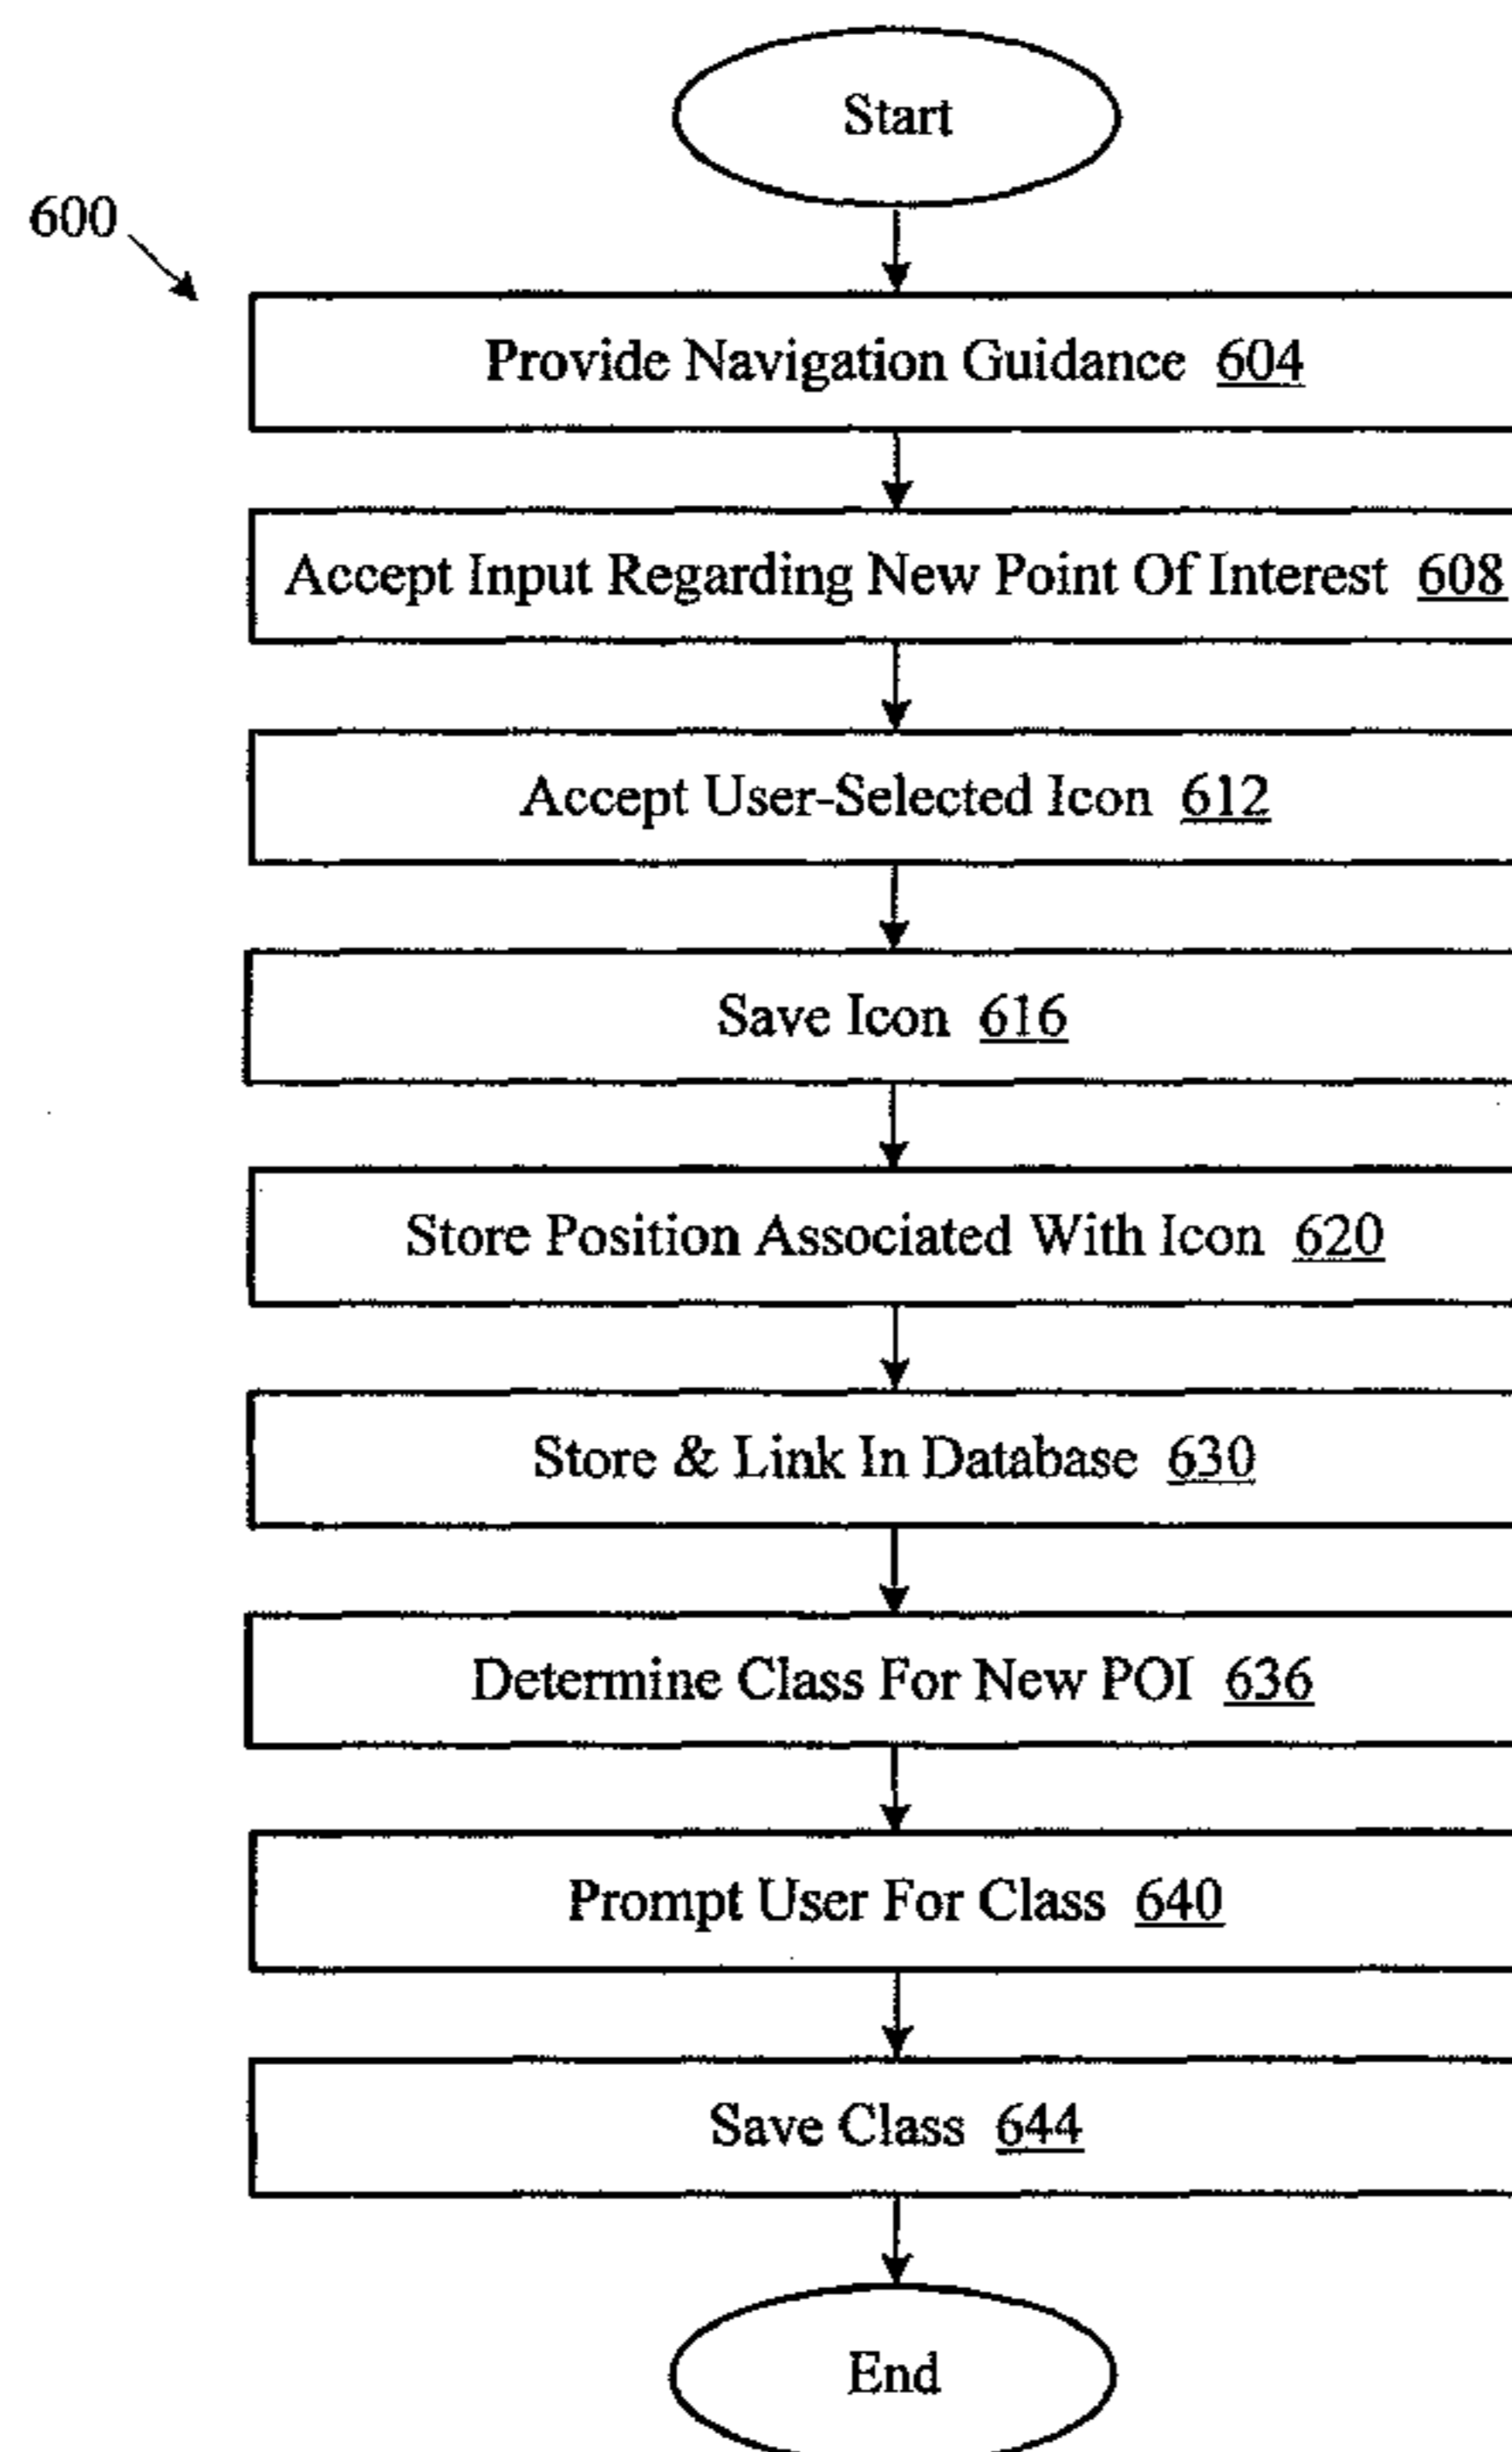 Start
600
Provide Navigation Guidance 604
Accept Input Regarding New Point Of Interest 608
Accept User-Selected Icon 612
Save Icon 616
Store Position Associated With Icon 620
Store & Link In Database 630
Determine Class For New POI 636
Prompt User For Class 640
Save Class 644
End